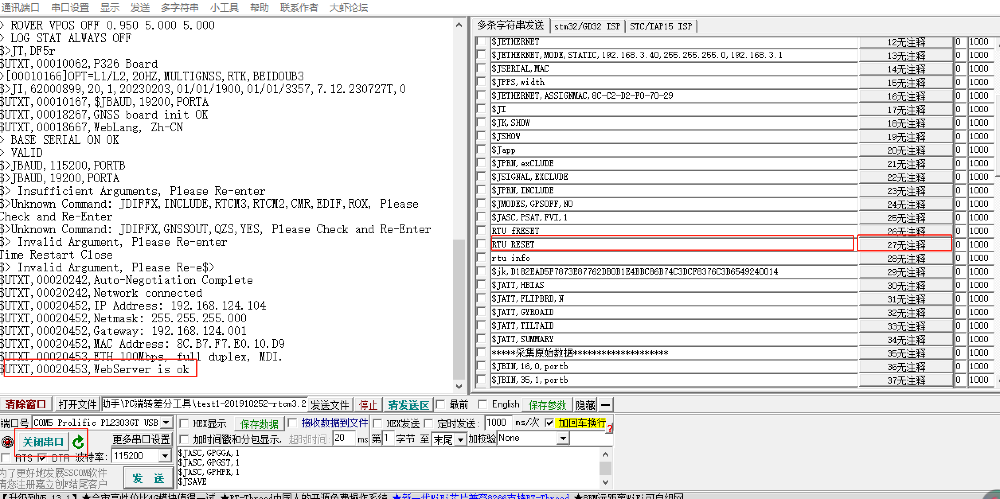 通讯端口 串口设置 显示 发送 多字符串 小工具 帮助 联系作者 大虾论坛
> ROVER VPOS OFF 0.950 5.000 5.000
> LOG STAT ALWAYS OFF
$>JT,DF5r
$UTXT,00010062,P326 Board
>[00010166]OPT=L1/L2,20HZ,MULTIGNSS,RTK,BEIDOUB3
$>JI,62000899,20,1,20230203,01/01/1900,01/01/3357,7.12.230727T,0
$UTXT,00010167,$JBAUD,19200,PORTA
$UTXT,00018267,GNSS board init OK
$UTXT,00018667,WebLang, Zh-CN
> BASE SERIAL ON OK
> VALID
$>JBAUD,115200,PORTB
$>JBAUD,19200,PORTA
$> Insufficient Arguments, Please Re-enter
$>Unknown Command: JDIFFX,INCLUDE,RTCM3,RTCM2,CMR,EDIF,ROX, Please
Check and Re-Enter
$>Unknown Command: JDIFFX,GNSSOUT,QZS,YES, Please Check and Re-Enter
$> Invalid Argument, Please Re-enter
Time Restart Close
$> Invalid Argument, Please Re-e$>
$UTXT,00020242,Auto-Negotiation Complete
$UTXT,00020242,Network connected
$UTXT,00020452,IP Address: 192.168.124.104
$UTXT,00020452,Netmask: 255.255.255.000
$UTXT,00020452,Gateway: 192.168.124.001
$UTXT,00020452,MAC Address: 8C.B7.F7.E0.10.D9
$UTXT,00020453,ETH 100Mbps, full duplex, MDI.
$UTXT,00020453,WebServer is ok
多条字符串发送 stm32/GD32 ISP STC/IAP15 ISP
$JETHERNET 12无注释 0 1000
$JETHERNET,MODE,STATIC,192.168.3.40,255.255.255.0,192.168.3.1 13无注释 0 1000
$JSERIAL,MAC 14无注释 0 1000
$JPPS,width 15无注释 0 1000
$JETHERNET,ASSIGNMAC,8C-C2-D2-F0-70-29 16无注释 0 1000
$JI 17无注释 0 1000
$JK,SHOW 18无注释 0 1000
$JSHOW 19无注释 0 1000
$Japp 20无注释 0 1000
$JPRN,exCLUDE 21无注释 0 1000
$JSIGNAL,EXCLUDE 22无注释 0 1000
$JPRN,INCLUDE 23无注释 0 1000
$JMODES,GPSOFF,NO 24无注释 0 1000
$JASC,PSAT,FVI,1 25无注释 0 1000
RTU fRESET 26无注释 0 1000
RTU RESET 27无注释 0 1000
rtu info 28无注释 0 1000
$jk,D182EAD5F7873E87762DB0B1E4BBC86B74C3DCF8376C3B6549240014 29无注释 0 1000
$JATT,HBIAS 30无注释 0 1000
$JATT,FLIPBRD,N 31无注释 0 1000
$JATT,GYROAID 32无注释 0 1000
$JATT,TILTAID 33无注释 0 1000
$JATT,SUMMARY 34无注释 0 1000
*****采集原始数据******************** 35无注释 0 1000
$JBIN,16,0,portb 36无注释 0 1000
$JBIN,35,1,portb 37无注释 0 1000
清除窗口 打开文件 助手\PC端转差分工具\test1-201910252-rtcm3.2 发送文件 停止 清发送区 最前 English 保存参数 隐藏 —
端口号 COM5 Prolific PL2303GT USB HEX显示 保存数据 接收数据到文件 HEX发送 定时发送: 1000 ms/次 加回车换行 ?
关闭串口 更多串口设置 加时间戳和分包显示, 超时时间: 20 ms 第 1 字节 至 末尾 加校验 None
RTS DTR 波特率: 115200
$JASC,GPGGA,1
$JASC,GPGST,1
$JASC,GPHPR,1
$JSAVE
为了更好地发展SSCOM软件
请您注册嘉立创F结尾客户
发 送
【升级到V5.13.1】★合宙高性价比4G模块值得一试 ★RT-Thread中国人的开源免费操作系统 ★新一代WiFi芯片兼容8266支持RT-Thread ★8KM远距离WiFi可自组网